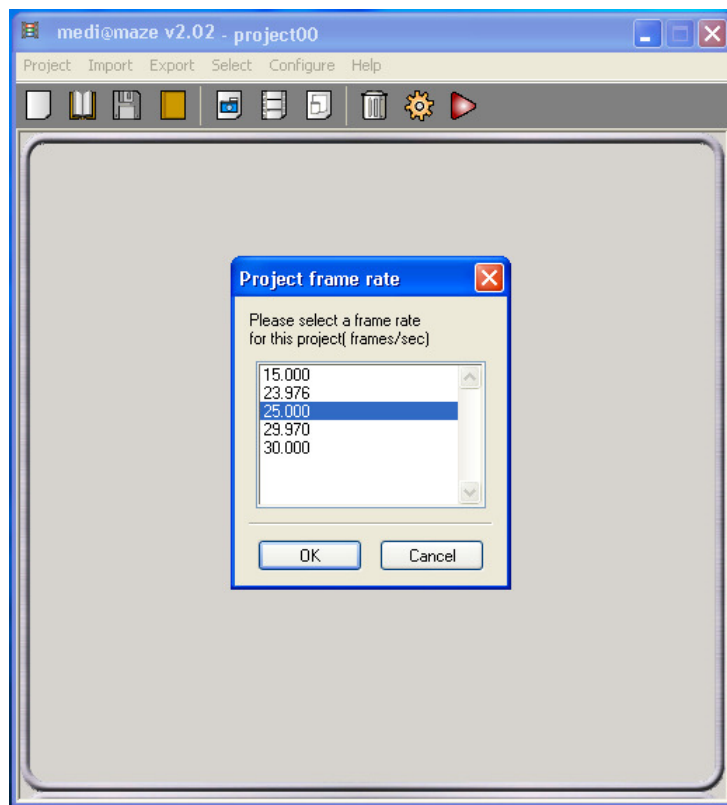 medi@maze v2.02 - project00
Project Import Export Select Configure Help
Project frame rate
Please select a frame rate
for this project( frames/sec)
15.000
23.976
25.000
29.970
30.000
OK Cancel